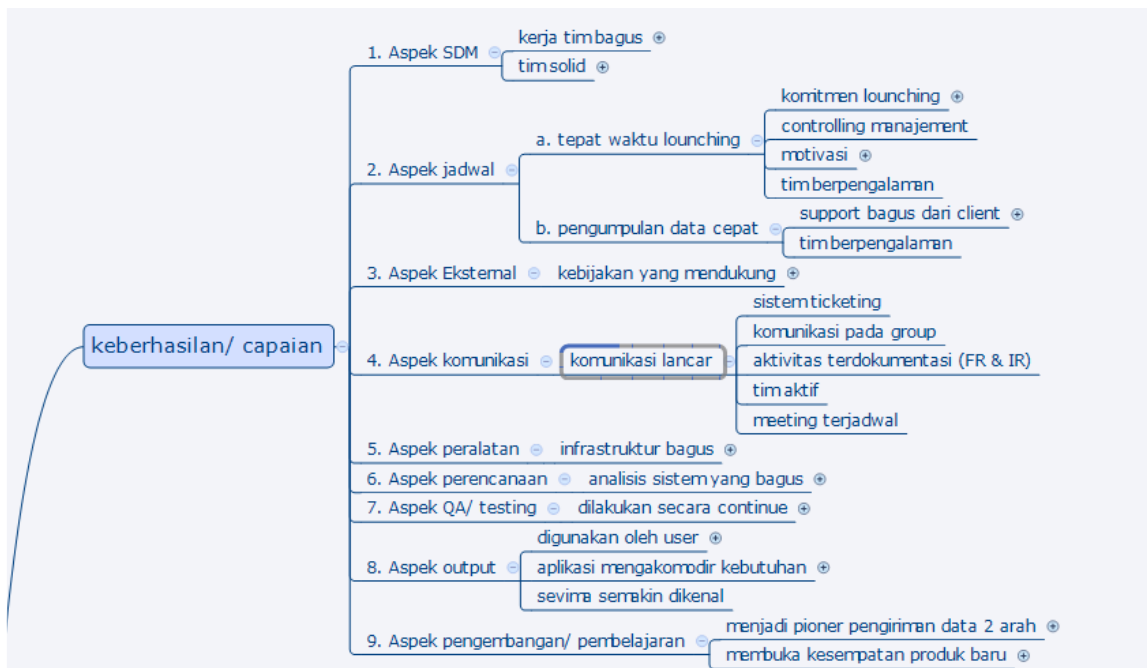 keberhasilan/ capaian
1. Aspek SDM
kerja tim bagus
tim solid
2. Aspek jadwal
a. tepat waktu lounching
komitmen lounching
controlling manajement
motivasi
tim berpengalaman
b. pengumpulan data cepat
support bagus dari client
tim berpengalaman
3. Aspek Eksternal
kebijakan yang mendukung
4. Aspek komunikasi
komunikasi lancar
sistem ticketing
komunikasi pada group
aktivitas terdokumentasi (FR & IR)
tim aktif
meeting terjadwal
5. Aspek peralatan
infrastruktur bagus
6. Aspek perencanaan
analisis sistem yang bagus
7. Aspek QA/ testing
dilakukan secara continue
8. Aspek output
digunakan oleh user
aplikasi mengakomodir kebutuhan
sevima semakin dikenal
9. Aspek pengembangan/ pembelajaran
menjadi pioner pengiriman data 2 arah
membuka kesempatan produk baru